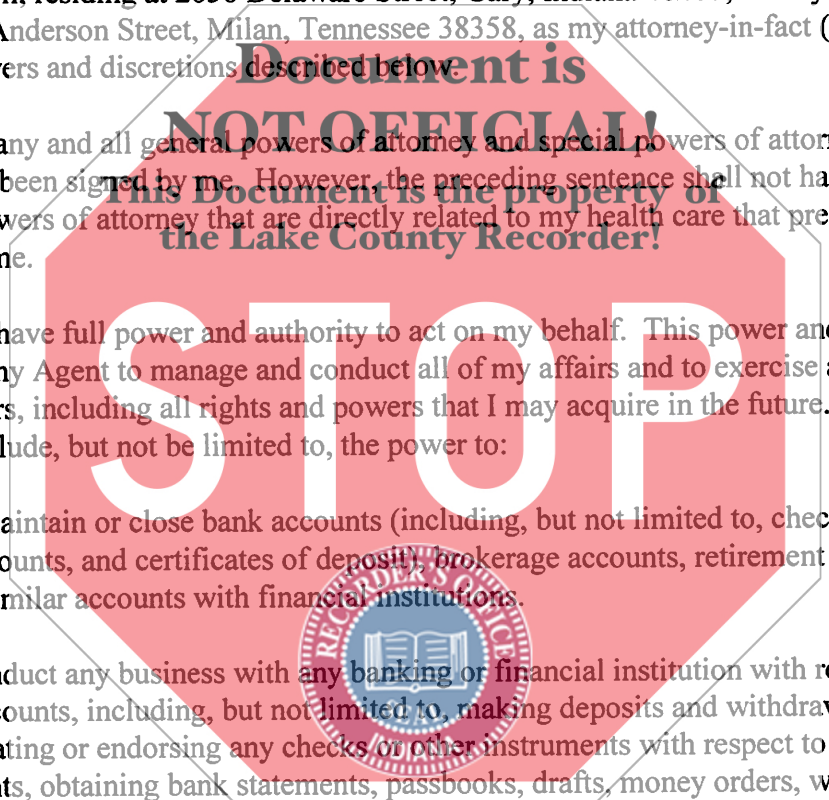 residing at
Anderson Street, Milan, Tennessee 38358, as my attorney-in-fact (
ers and discretions described below.
Document is
NOT OFFICIAL!
any and all general powers of attorney and special powers of attor
been signed by me. However, the preceding sentence shall not ha
This Document is the property of
wers of attorney that are directly related to my health care that pre
the Lake County Recorder!
ne.
have full power and authority to act on my behalf. This power and
ny Agent to manage and conduct all of my affairs and to exercise a
rs, including all rights and powers that I may acquire in the future.
lude, but not be limited to, the power to:
STOP
aintain or close bank accounts (including, but not limited to, chec
ounts, and certificates of deposit), brokerage accounts, retirement
milar accounts with financial institutions.
RECORDER'S OFFICE
duct any business with any banking or financial institution with re
counts, including, but not limited to, making deposits and withdraw
ating or endorsing any checks or other instruments with respect to
INDIANA
ts, obtaining bank statements, passbooks, drafts, money orders, w